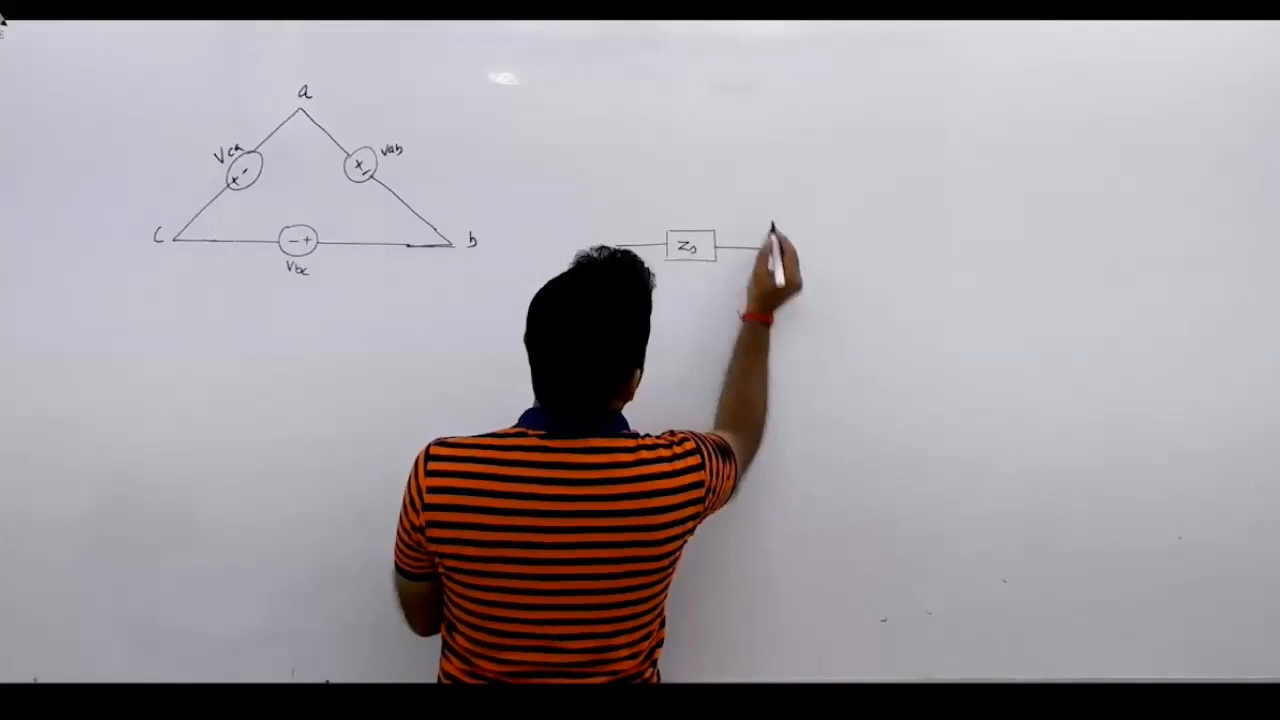 a
Vca
Vab
+ -
+ -
c
- +
b
Vbc
Zs